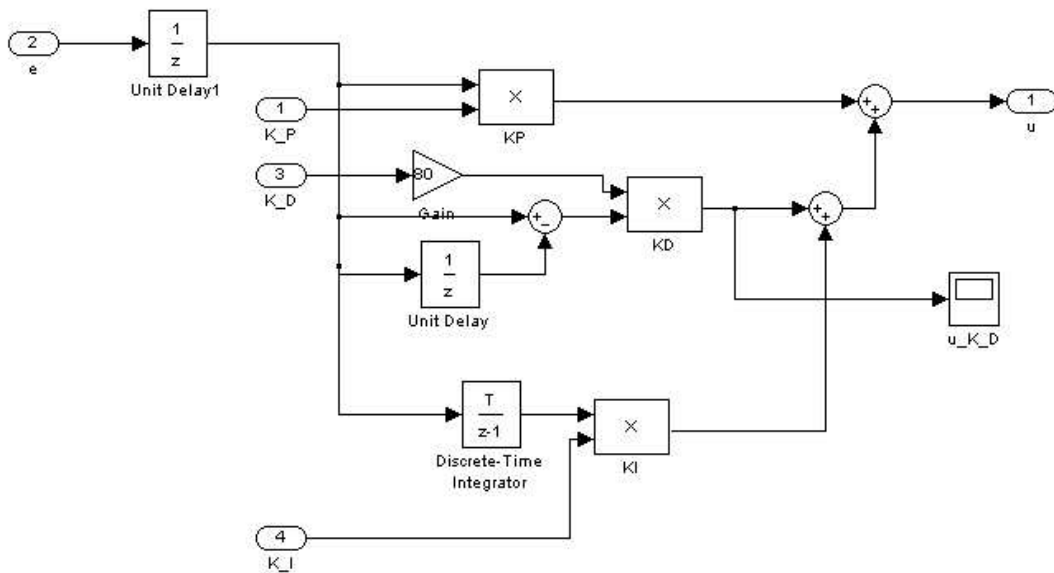 2
e
1
z
Unit Delay1
1
K_P
×
KP
+
+
1
u
3
K_D
80
Gain
+
−
×
KD
+
+
1
z
Unit Delay
u_K_D
T
z-1
Discrete-Time
Integrator
×
KI
4
K_I